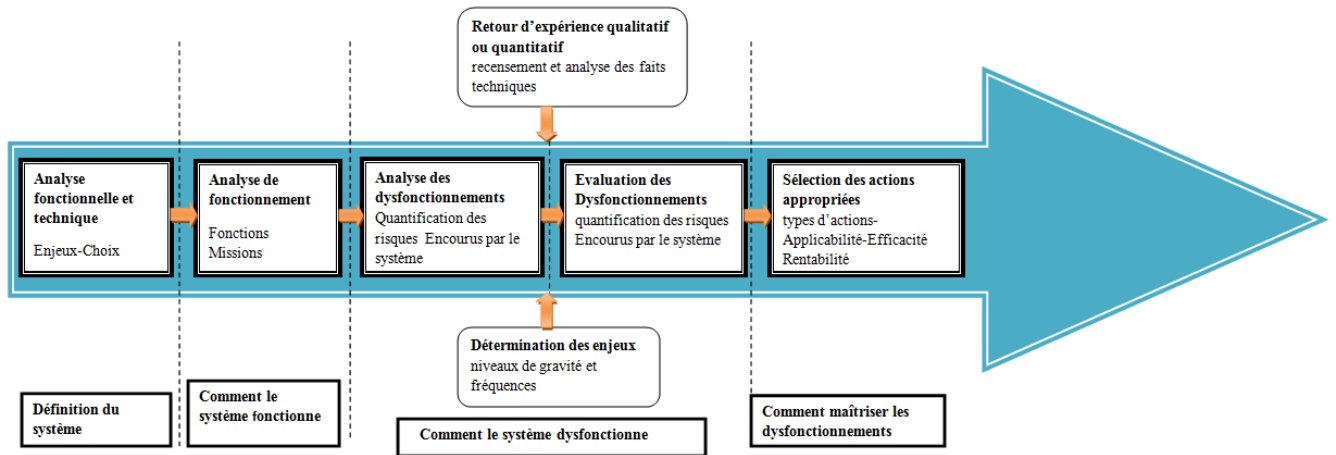 Retour d'expérience qualitatif
ou quantitatif
recensement et analyse des faits
techniques
Analyse
fonctionnelle et
technique
Enjeux-Choix
Analyse de
fonctionnement
Fonctions
Missions
Analyse des
dysfonctionnements
Quantification des
risques Encourus par le
système
Evaluation des
Dysfonctionnements
quantification des risques
Encourus par le système
Sélection des actions
appropriées
types d'actions-
Applicabilité-Efficacité
Rentabilité
Détermination des enjeux
niveaux de gravité et
fréquences
Définition du
système
Comment le
système fonctionne
Comment le système dysfonctionne
Comment maîtriser les
dysfonctionnements